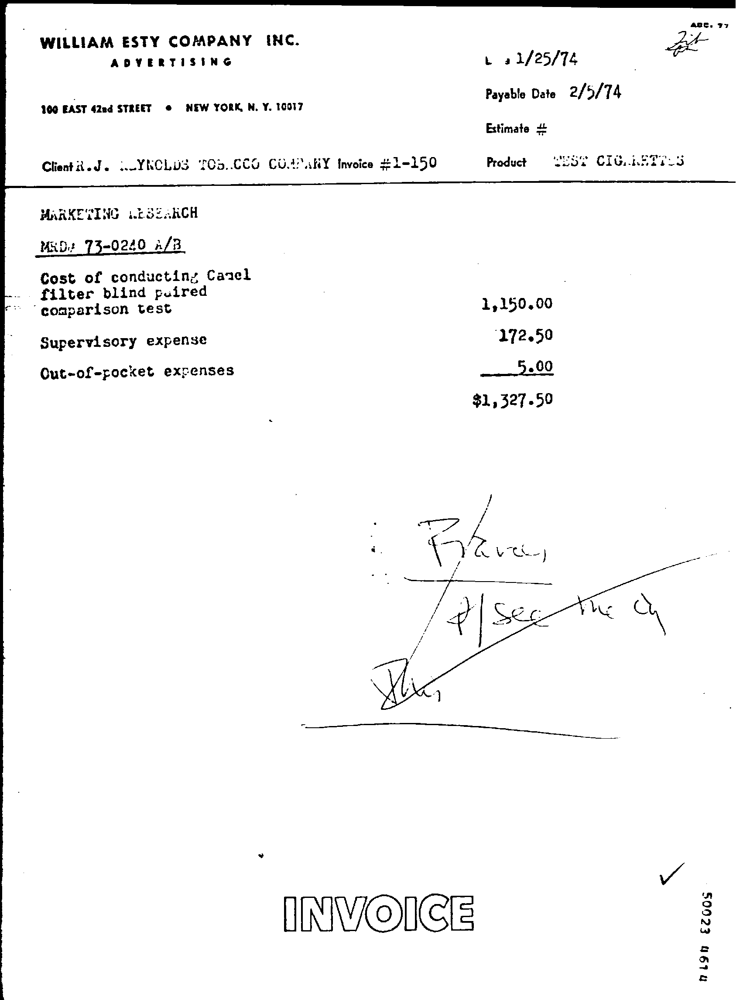 ABC. 77
WILLIAM ESTY COMPANY INC.
ADVERTISING
1/25/74
Payable Date 2/5/74
100 EAST 42nd STREET • NEW YORK, N. Y. 10017
Estimate #
Client R.J. REYNOLDS TOBACCO COMPANY Invoice #1-150 Product TEST CIGARETTES
MARKETING RESEARCH
MRD# 73-0240 A/B
Cost of conducting Camel
filter blind paired
comparison test 1,150.00
Supervisory expense 172.50
Out-of-pocket expenses 5.00
$1,327.50
see me
INVOICE
50023 4614